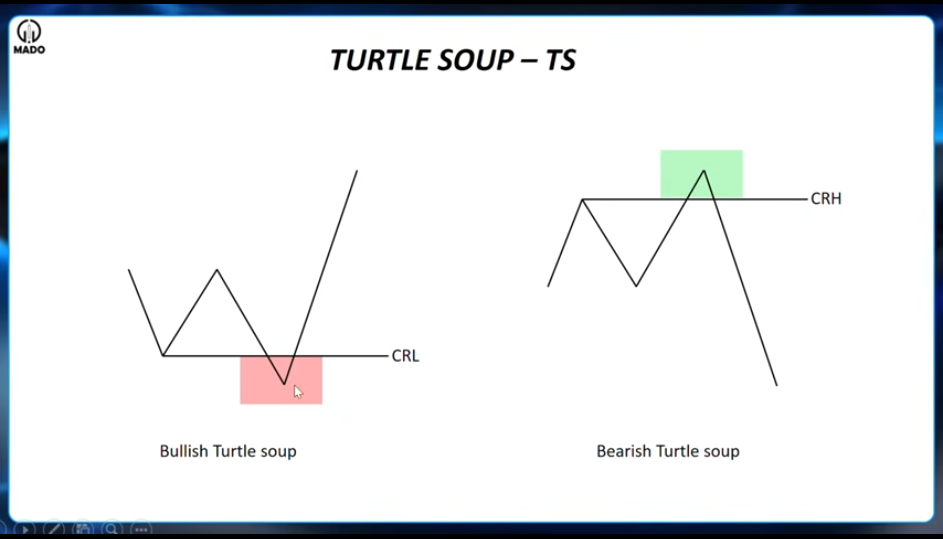 MADO
TURTLE SOUP – TS
CRH
CRL
Bullish Turtle soup
Bearish Turtle soup